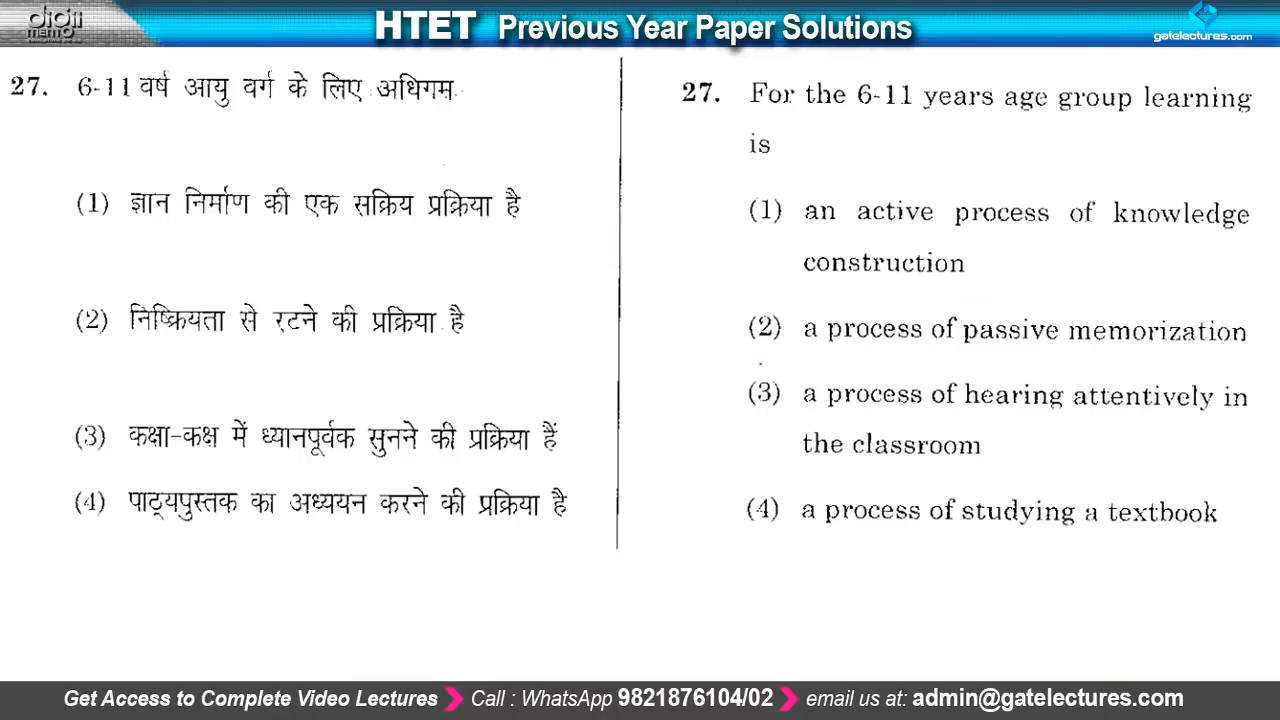 digii
MENTO
HTET Previous Year Paper Solutions
gatelectures.com
27. 6-11 वर्ष आयु वर्ग के लिए अधिगम
(1) ज्ञान निर्माण की एक सक्रिय प्रक्रिया है
(2) निष्क्रियता से रटने की प्रक्रिया है
(3) कक्षा-कक्ष में ध्यानपूर्वक सुनने की प्रक्रिया हैं
(4) पाठ्यपुस्तक का अध्ययन करने की प्रक्रिया है
27. For the 6-11 years age group learning
is
(1) an active process of knowledge
construction
(2) a process of passive memorization
(3) a process of hearing attentively in
the classroom
(4) a process of studying a textbook
Get Access to Complete Video Lectures Call : WhatsApp 9821876104/02 email us at: admin@gatelectures.com